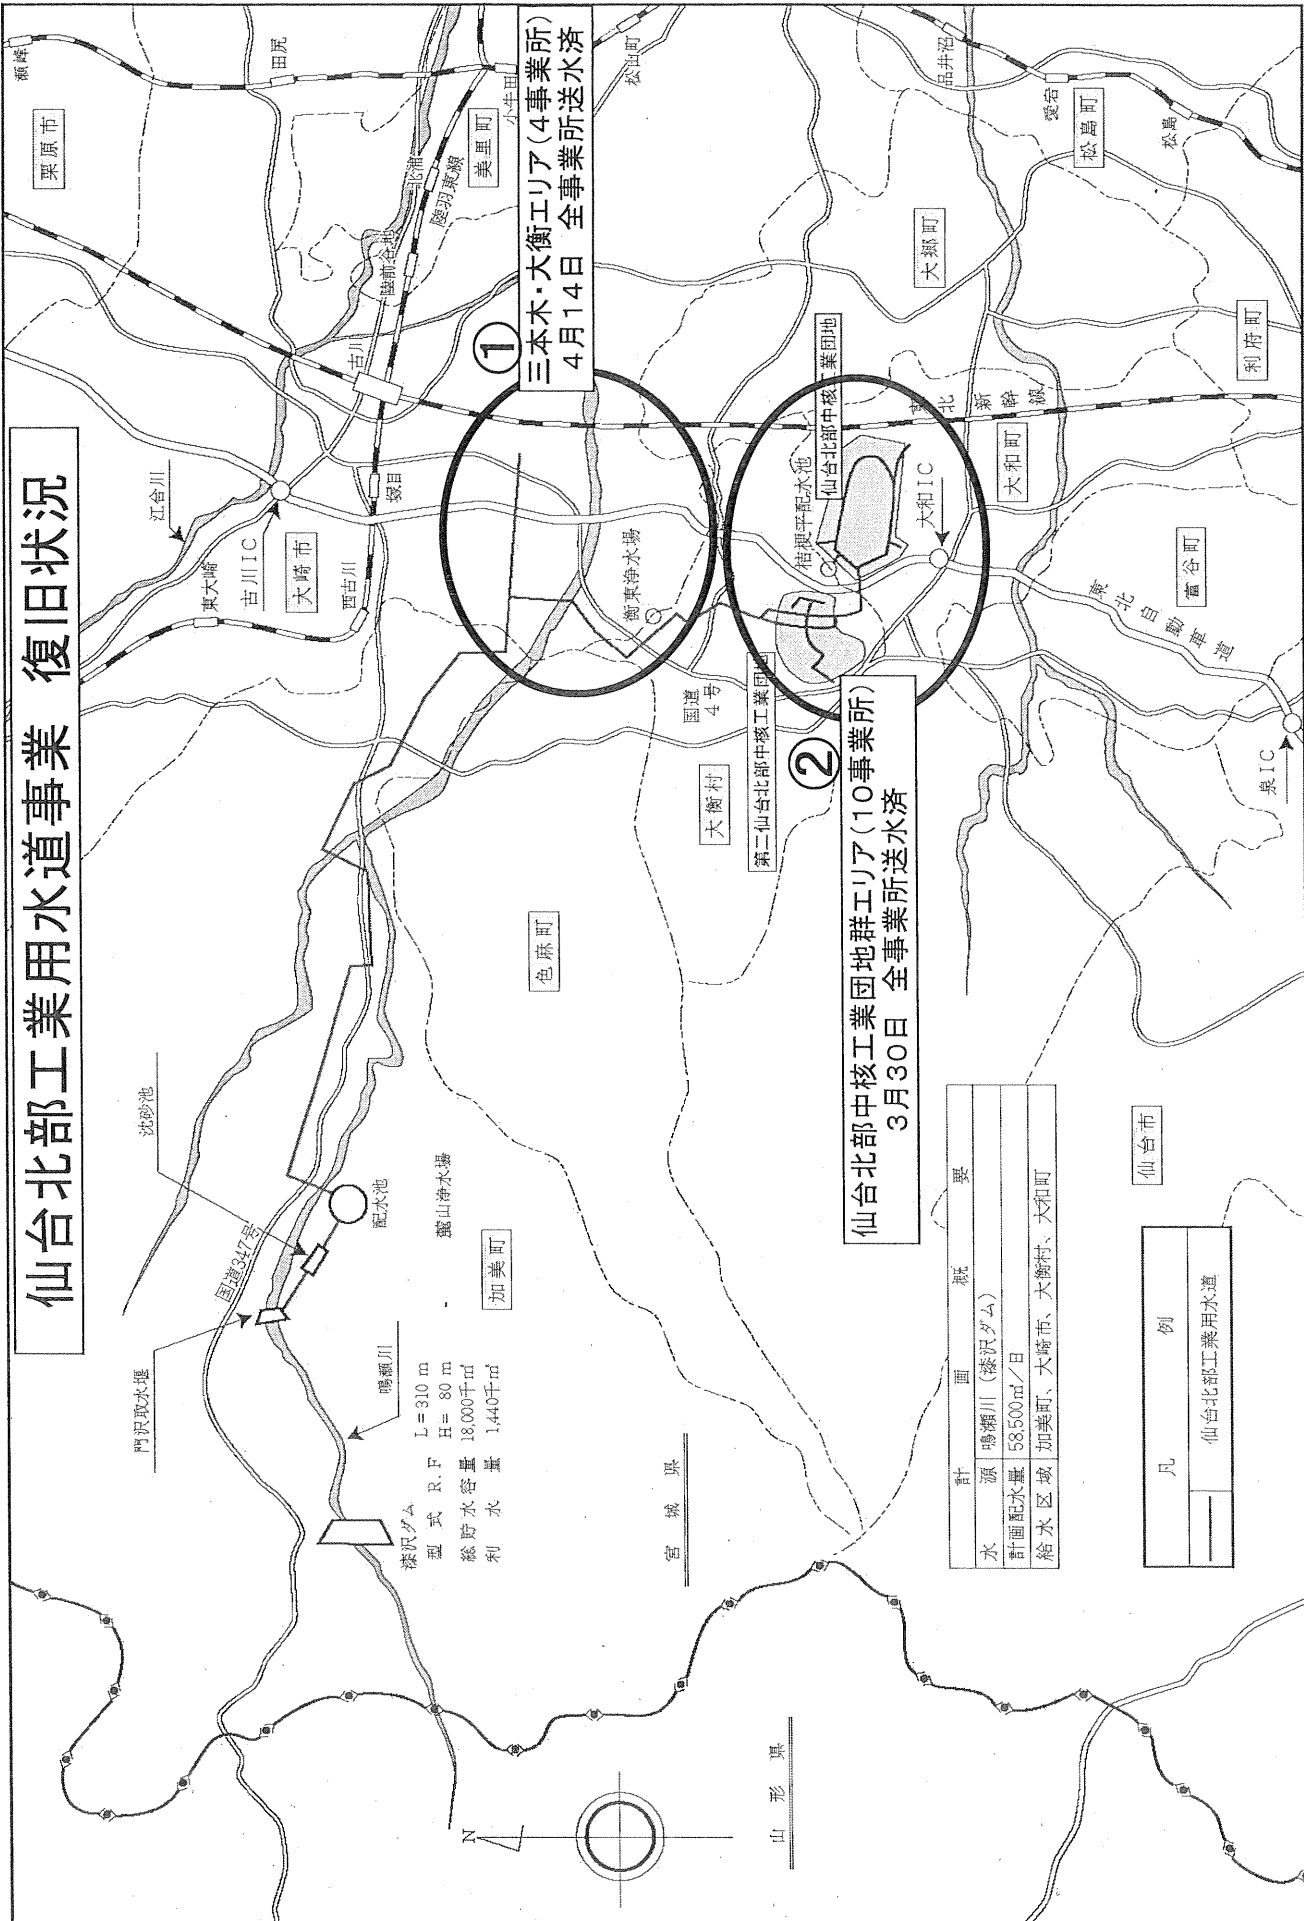 仙台北部工業用水道事業　復旧状況
栗原市
瀬峰
田尻
小牛田
松山町
品井沼
愛宕
松島
松島町
美里町
北浦
陸羽東線
陸前谷地
古川
江合川
古川IC
大崎市
東大崎
西古川
塚目
①
三本木・大衡エリア(4事業所)
4月14日　全事業所送水済
大郷町
利府町
東北新幹線
大和町
仙台北部中核工業団地
桔梗平配水池
大和IC
衡東浄水場
富谷町
東北自動車道
泉IC
国道
4号
大衡村
第二仙台北部中核工業団地
②
仙台北部中核工業団地群エリア(10事業所)
3月30日　全事業所送水済
色麻町
沈砂池
国道347号
門沢取水堰
配水池
麓山浄水場
加美町
鳴瀬川
漆沢ダム
型式 R.F L=310m
H= 80m
総貯水容量 18,000千㎥
利水量 1,440千㎥
宮城県
山形県
N
仙台市
計画概要
水源 鳴瀬川（漆沢ダム）
計画配水量 58,500㎥/日
給水区域 加美町、大崎市、大衡村、大和町
凡例
仙台北部工業用水道